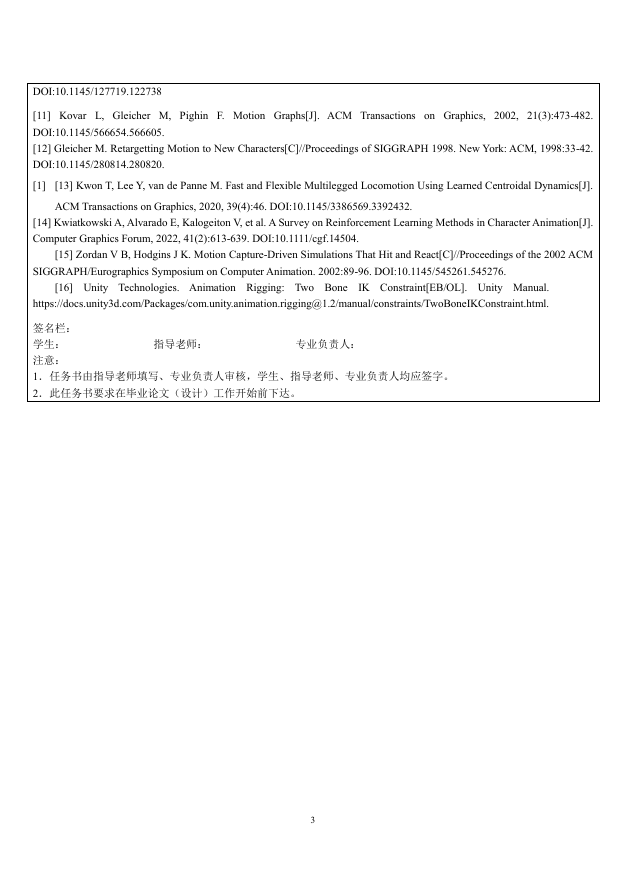 DOI:10.1145/127719.122738
[11] Kovar L, Gleicher M, Pighin F. Motion Graphs[J]. ACM Transactions on Graphics, 2002, 21(3):473-482.
DOI:10.1145/566654.566605.
[12] Gleicher M. Retargetting Motion to New Characters[C]//Proceedings of SIGGRAPH 1998. New York: ACM, 1998:33-42.
DOI:10.1145/280814.280820.
[1] [13] Kwon T, Lee Y, van de Panne M. Fast and Flexible Multilegged Locomotion Using Learned Centroidal Dynamics[J].
ACM Transactions on Graphics, 2020, 39(4):46. DOI:10.1145/3386569.3392432.
[14] Kwiatkowski A, Alvarado E, Kalogeiton V, et al. A Survey on Reinforcement Learning Methods in Character Animation[J].
Computer Graphics Forum, 2022, 41(2):613-639. DOI:10.1111/cgf.14504.
[15] Zordan V B, Hodgins J K. Motion Capture-Driven Simulations That Hit and React[C]//Proceedings of the 2002 ACM
SIGGRAPH/Eurographics Symposium on Computer Animation. 2002:89-96. DOI:10.1145/545261.545276.
[16] Unity Technologies. Animation Rigging: Two Bone IK Constraint[EB/OL]. Unity Manual.
https://docs.unity3d.com/Packages/com.unity.animation.rigging@1.2/manual/constraints/TwoBoneIKConstraint.html.
签名栏：
学生： 指导老师： 专业负责人：
注意：
1．任务书由指导老师填写、专业负责人审核，学生、指导老师、专业负责人均应签字。
2．此任务书要求在毕业论文（设计）工作开始前下达。
3